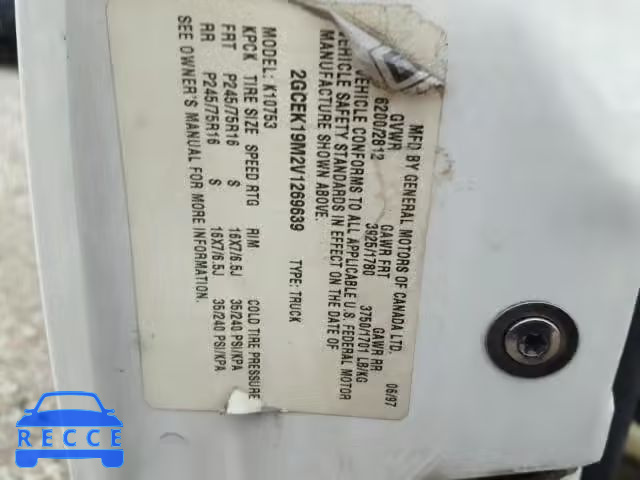 MFD BY GENERAL MOTORS OF CANADA LTD. 06/97
GVWR GAWR FRT GAWR RR
6200/2812 3925/1780 3750/1701 LB/KG
VEHICLE CONFORMS TO ALL APPLICABLE U.S. FEDERAL MOTOR
VEHICLE SAFETY STANDARDS IN EFFECT ON THE DATE OF
MANUFACTURE SHOWN ABOVE.
2GCEK19M2V1269639 TYPE: TRUCK
MODEL: K10753
KPCK TIRE SIZE SPEED RTG RIM COLD TIRE PRESSURE
FRT P245/75R16 S 16X7/6.5J 35/240 PSI/KPA
RR P245/75R16 S 16X7/6.5J 35/240 PSI/KPA
SEE OWNER'S MANUAL FOR MORE INFORMATION.
RECCE